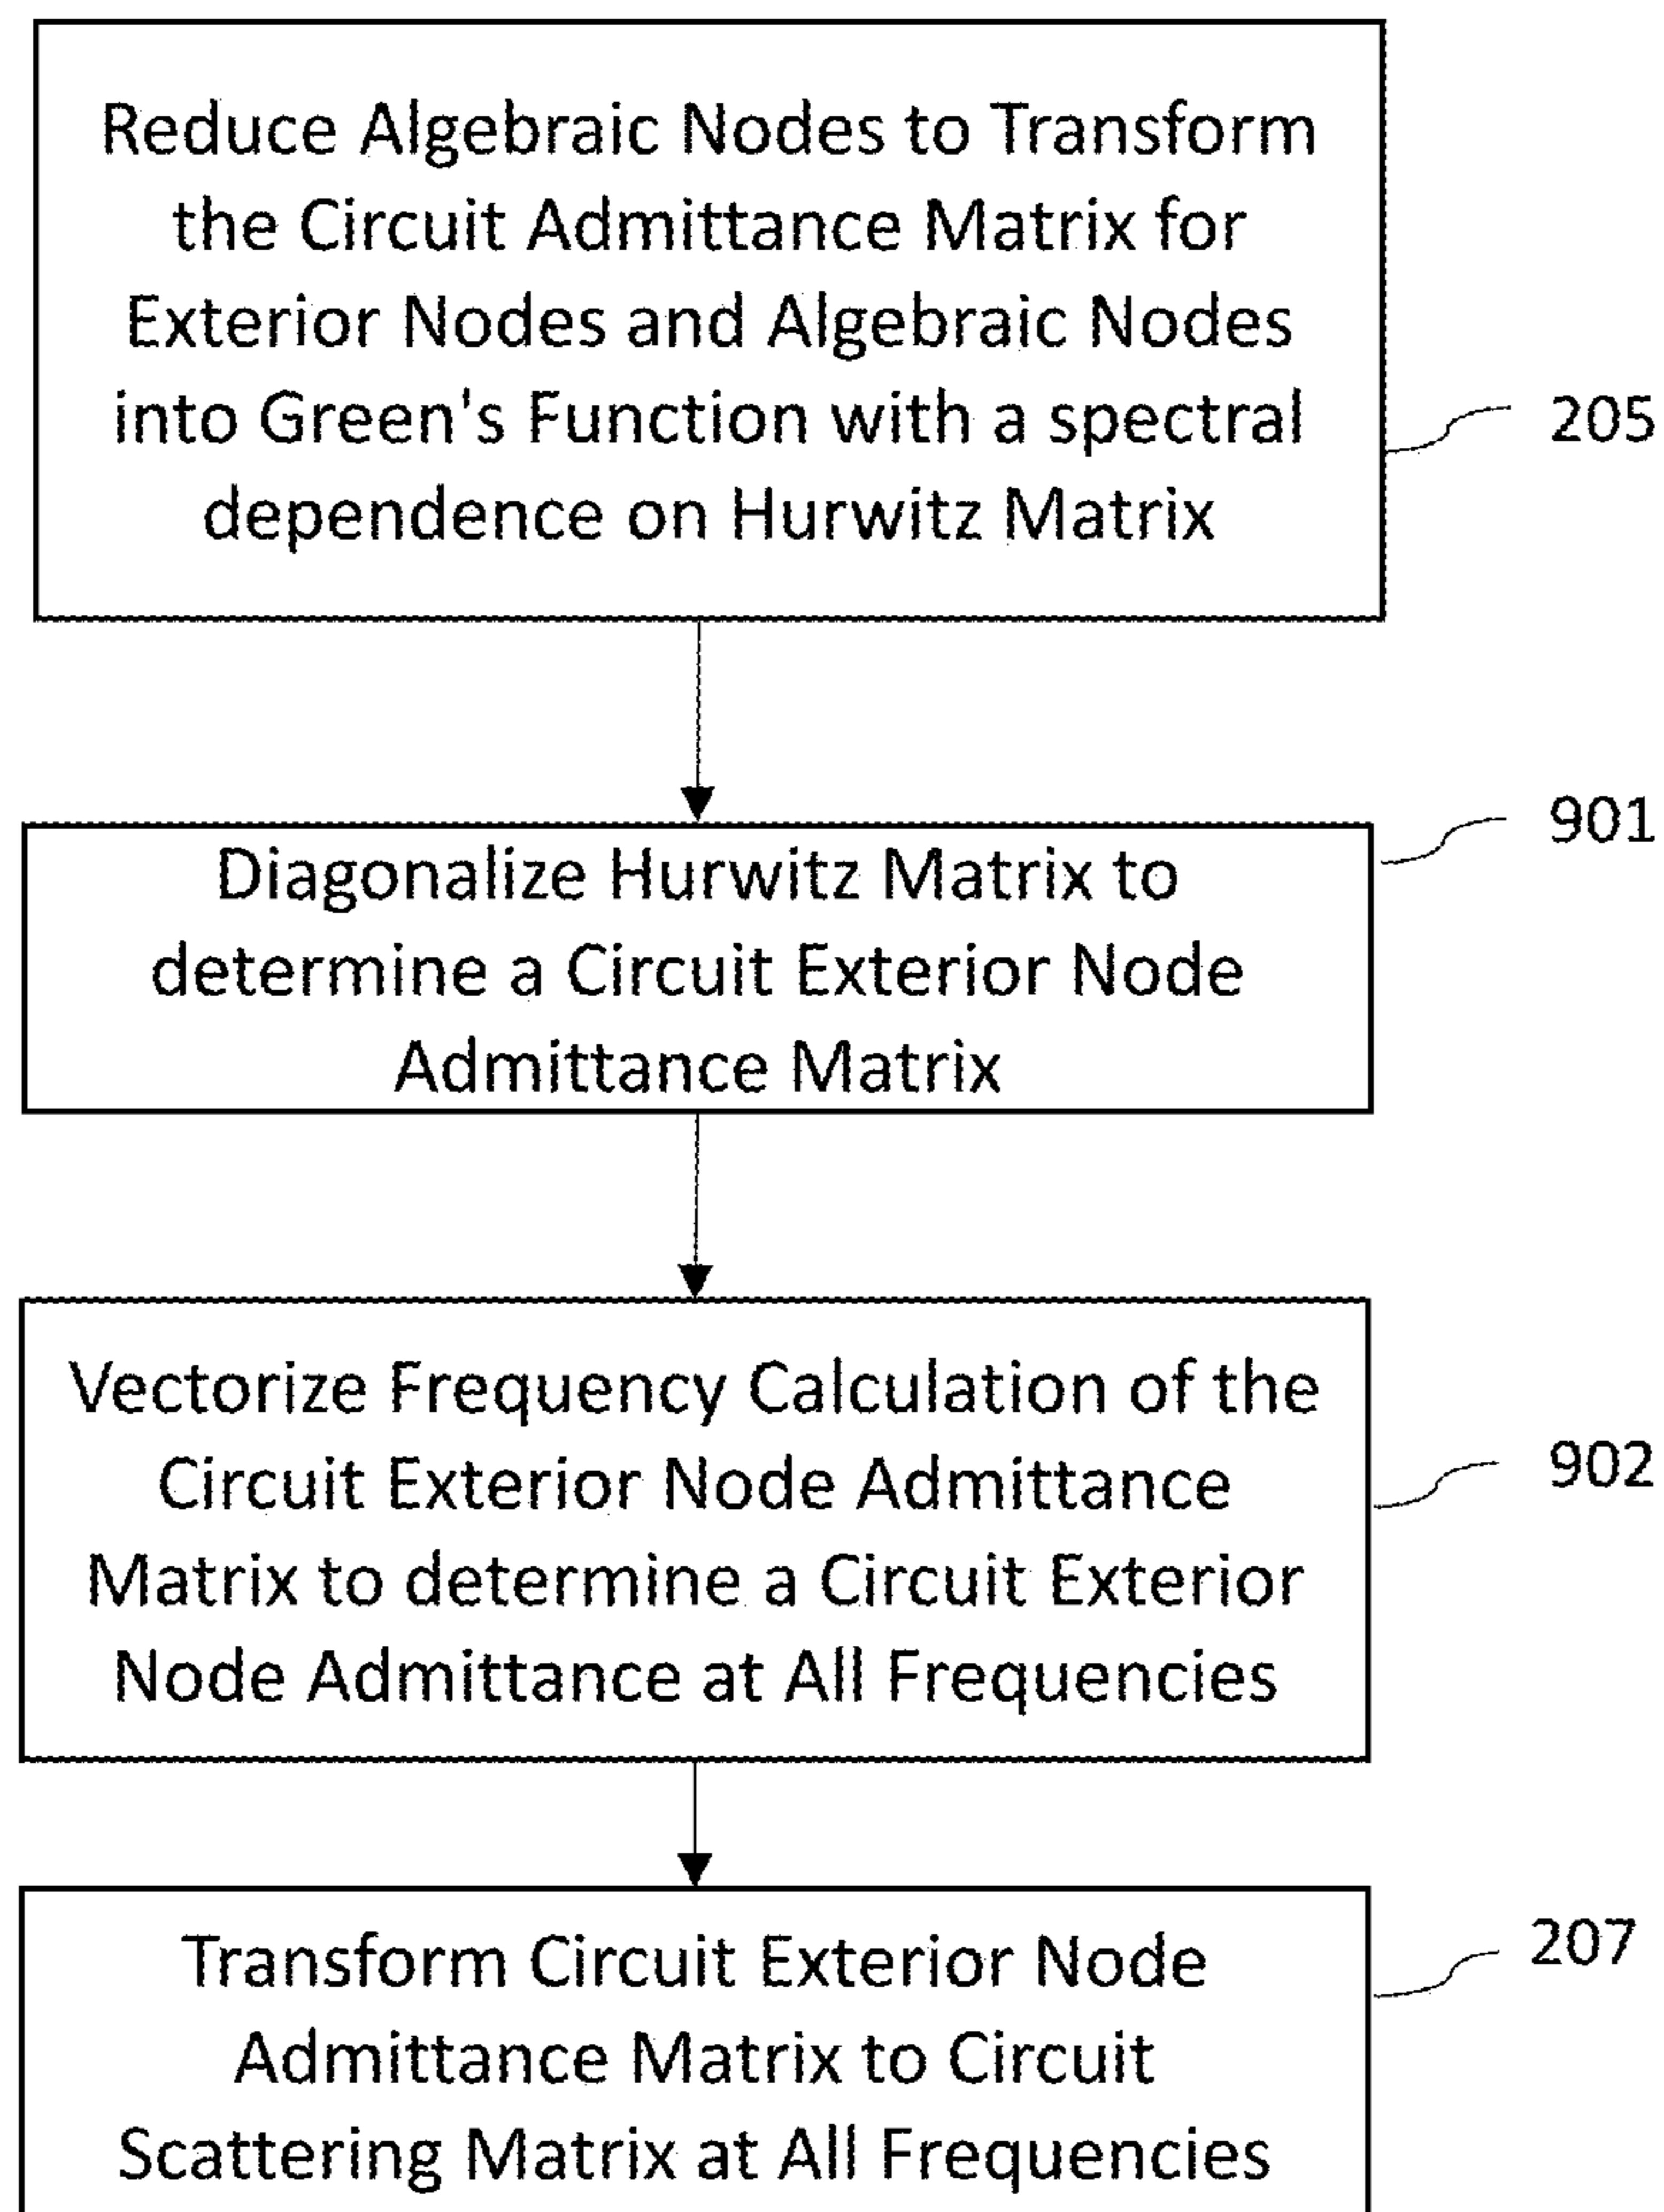 Reduce Algebraic Nodes to Transform
the Circuit Admittance Matrix for
Exterior Nodes and Algebraic Nodes
into Green's Function with a spectral
dependence on Hurwitz Matrix
205
901
Diagonalize Hurwitz Matrix to
determine a Circuit Exterior Node
Admittance Matrix
Vectorize Frequency Calculation of the
Circuit Exterior Node Admittance
Matrix to determine a Circuit Exterior
Node Admittance at All Frequencies
902
207
Transform Circuit Exterior Node
Admittance Matrix to Circuit
Scattering Matrix at All Frequencies